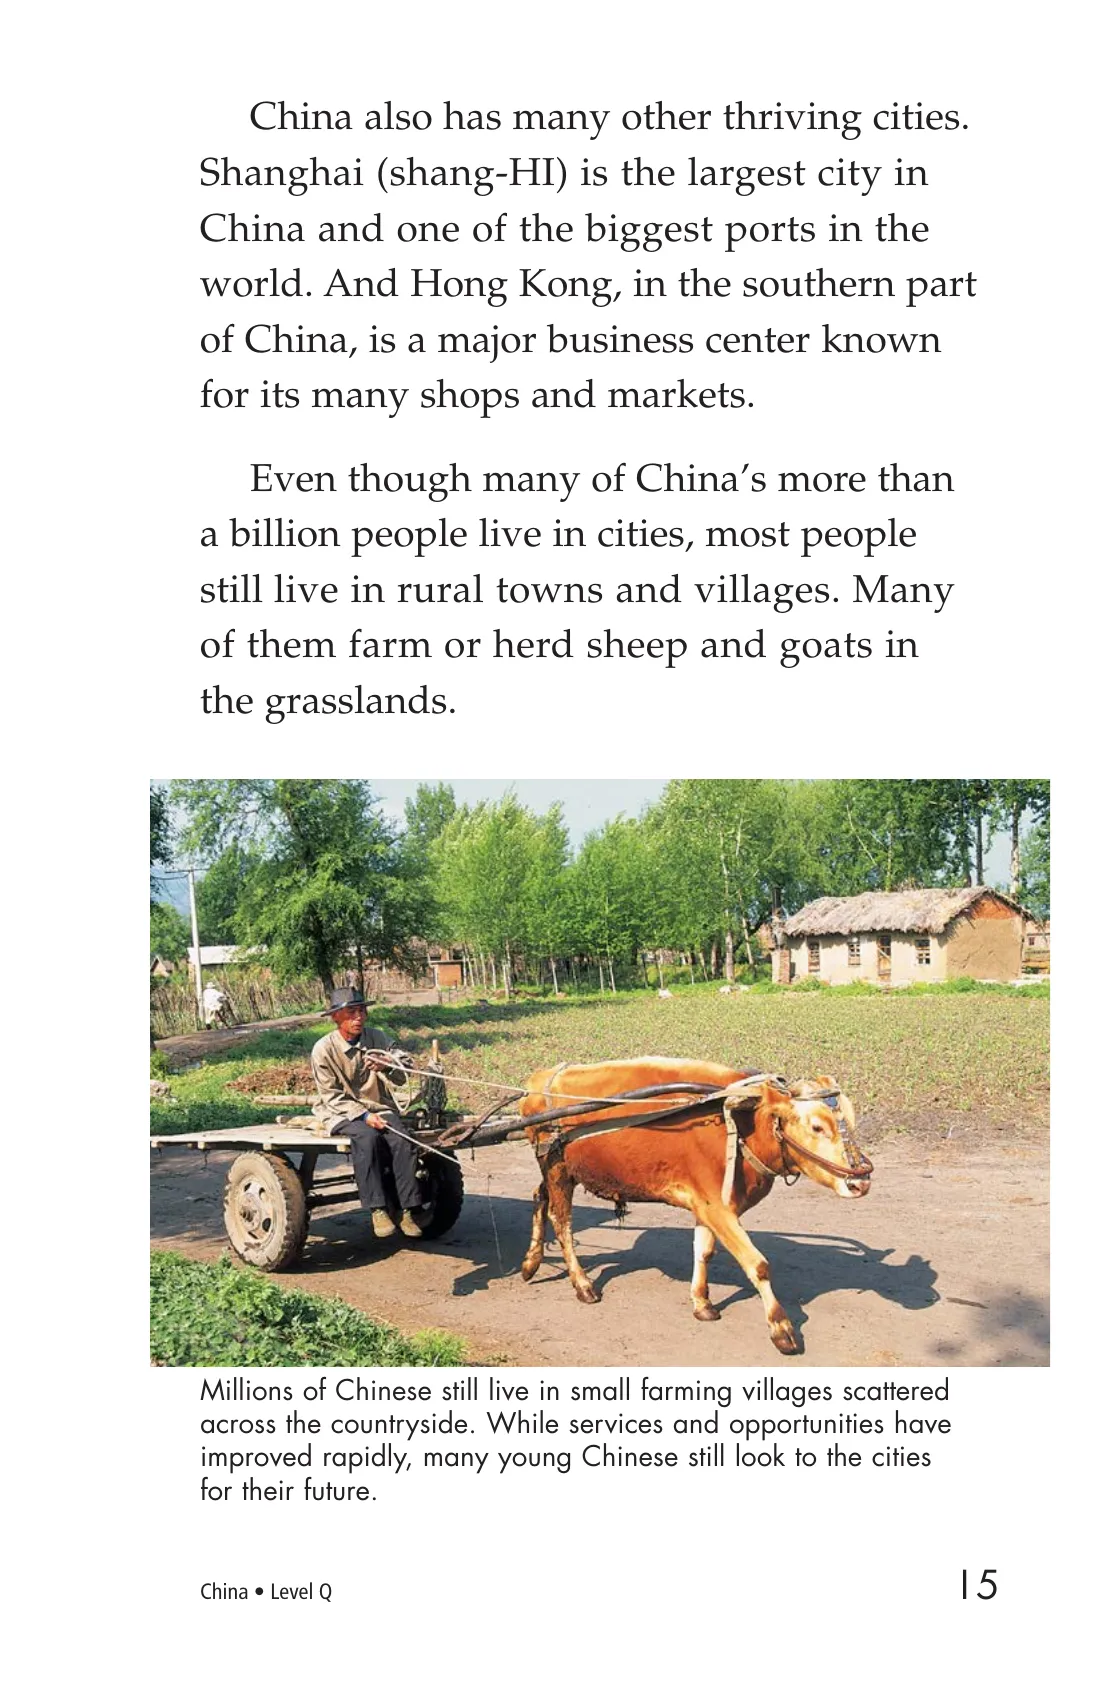 China also has many other thriving cities.
Shanghai (shang-HI) is the largest city in
China and one of the biggest ports in the
world. And Hong Kong, in the southern part
of China, is a major business center known
for its many shops and markets.
Even though many of China’s more than
a billion people live in cities, most people
still live in rural towns and villages. Many
of them farm or herd sheep and goats in
the grasslands.
Millions of Chinese still live in small farming villages scattered
across the countryside. While services and opportunities have
improved rapidly, many young Chinese still look to the cities
for their future.
China • Level Q
15